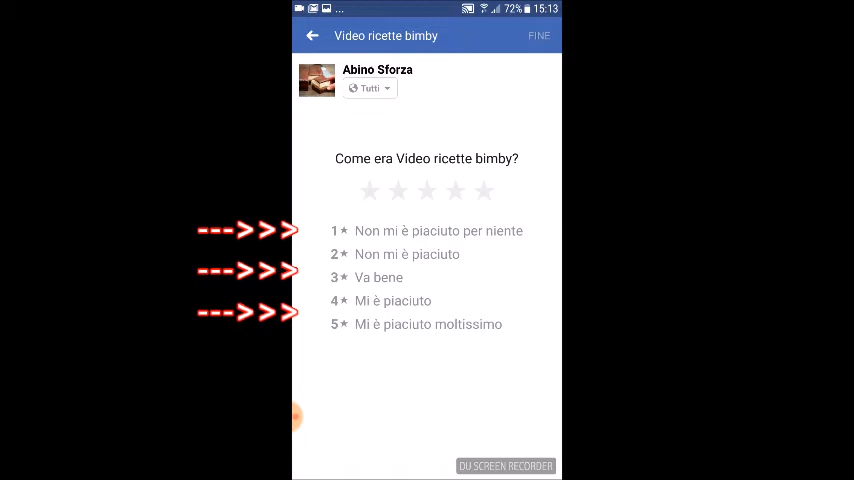 ... 72% 15:13
Video ricette bimby FINE
Abino Sforza
Tutti
Come era Video ricette bimby?
1★ Non mi è piaciuto per niente
2★ Non mi è piaciuto
3★ Va bene
4★ Mi è piaciuto
5★ Mi è piaciuto moltissimo
--->>>
--->>>
--->>>
DU SCREEN RECORDER